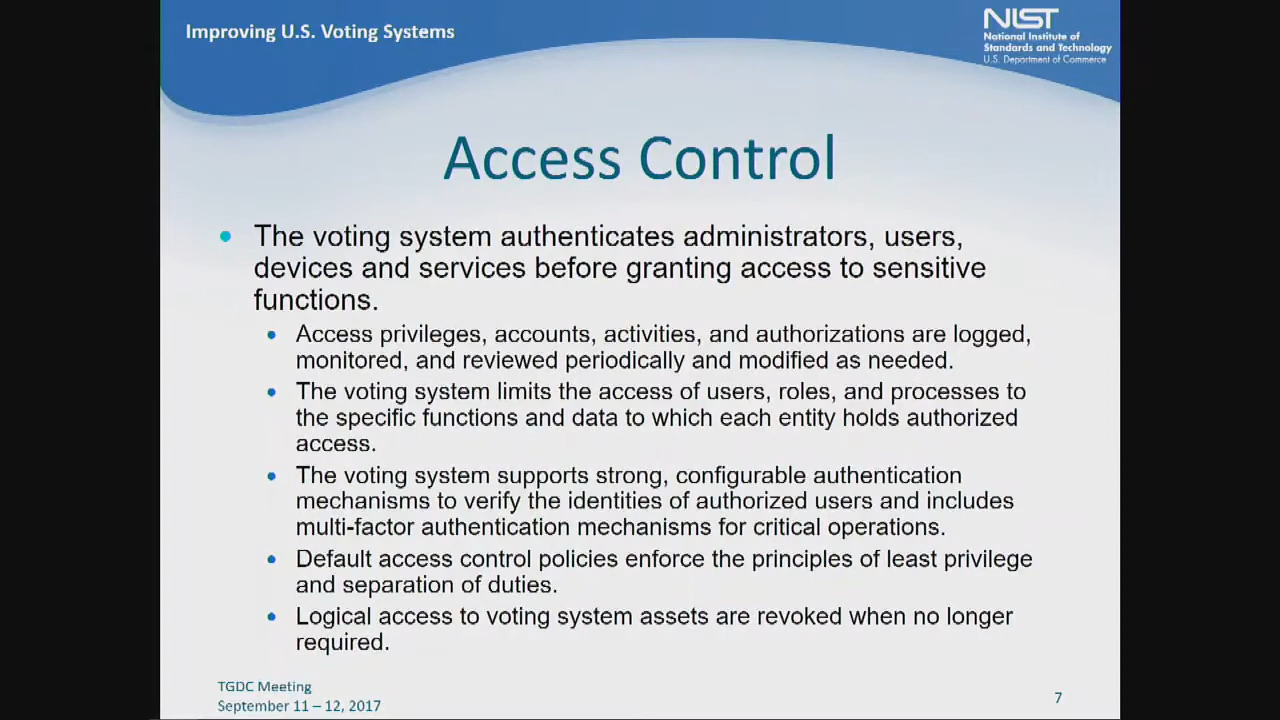 Improving U.S. Voting Systems
NIST
National Institute of
Standards and Technology
U.S. Department of Commerce
Access Control
The voting system authenticates administrators, users,
devices and services before granting access to sensitive
functions.
Access privileges, accounts, activities, and authorizations are logged,
monitored, and reviewed periodically and modified as needed.
The voting system limits the access of users, roles, and processes to
the specific functions and data to which each entity holds authorized
access.
The voting system supports strong, configurable authentication
mechanisms to verify the identities of authorized users and includes
multi-factor authentication mechanisms for critical operations.
Default access control policies enforce the principles of least privilege
and separation of duties.
Logical access to voting system assets are revoked when no longer
required.
TGDC Meeting
September 11 – 12, 2017
7